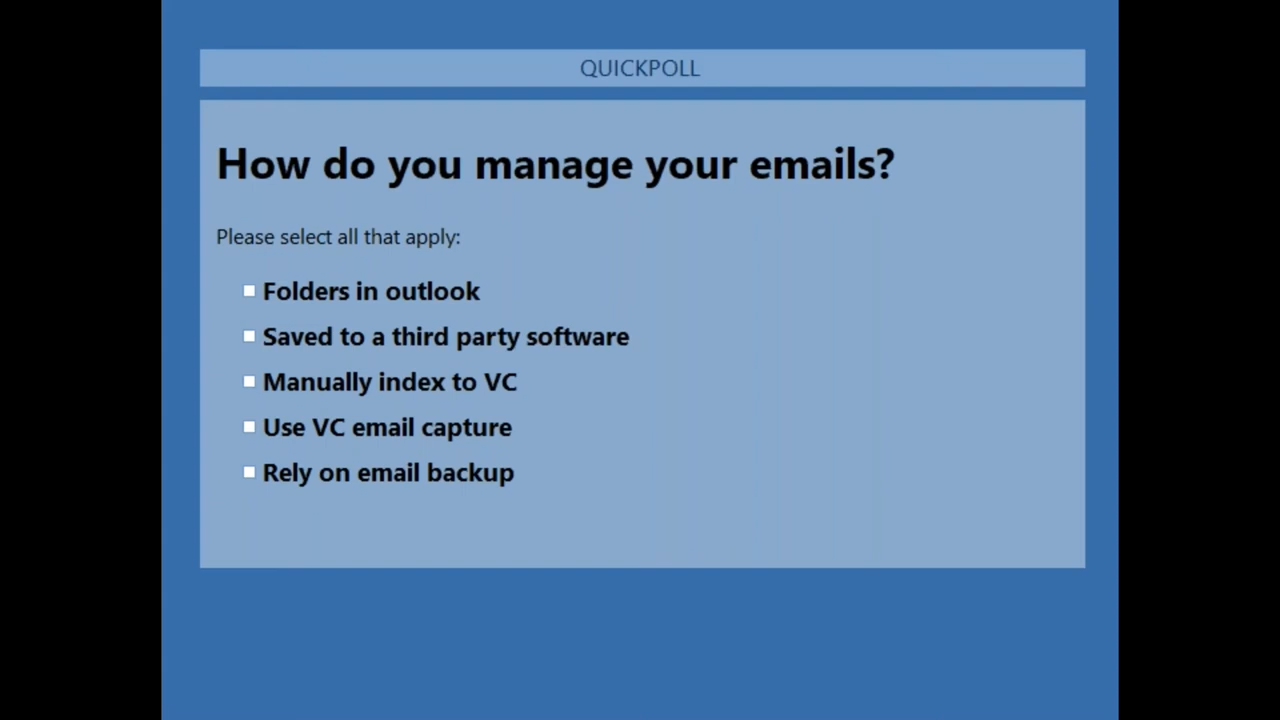 QUICKPOLL
How do you manage your emails?
Please select all that apply:
Folders in outlook
Saved to a third party software
Manually index to VC
Use VC email capture
Rely on email backup